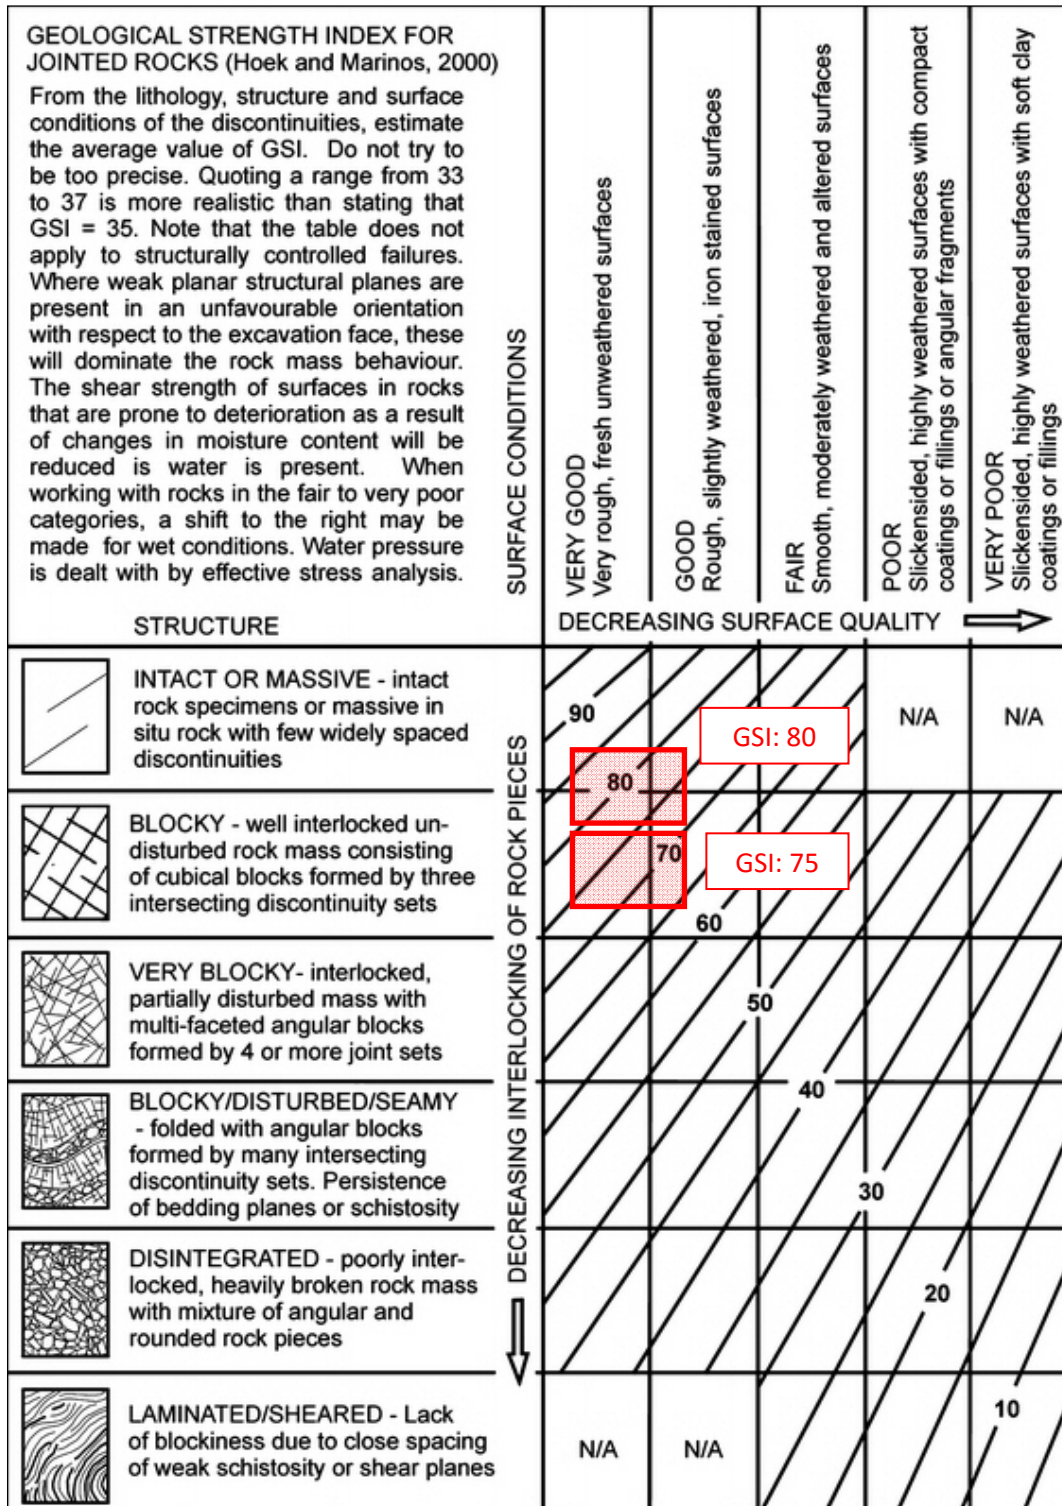 GEOLOGICAL STRENGTH INDEX FOR
JOINTED ROCKS (Hoek and Marinos, 2000)
From the lithology, structure and surface
conditions of the discontinuities, estimate
the average value of GSI. Do not try to
be too precise. Quoting a range from 33
to 37 is more realistic than stating that
GSI = 35. Note that the table does not
apply to structurally controlled failures.
Where weak planar structural planes are
present in an unfavourable orientation
with respect to the excavation face, these
will dominate the rock mass behaviour.
The shear strength of surfaces in rocks
that are prone to deterioration as a result
of changes in moisture content will be
reduced is water is present. When
working with rocks in the fair to very poor
categories, a shift to the right may be
made for wet conditions. Water pressure
is dealt with by effective stress analysis.
STRUCTURE
SURFACE CONDITIONS
VERY GOOD
Very rough, fresh unweathered surfaces
GOOD
Rough, slightly weathered, iron stained surfaces
FAIR
Smooth, moderately weathered and altered surfaces
POOR
Slickensided, highly weathered surfaces with compact
coatings or fillings or angular fragments
VERY POOR
Slickensided, highly weathered surfaces with soft clay
coatings or fillings
DECREASING SURFACE QUALITY
DECREASING INTERLOCKING OF ROCK PIECES
INTACT OR MASSIVE - intact
rock specimens or massive in
situ rock with few widely spaced
discontinuities
90
GSI: 80
N/A
N/A
80
BLOCKY - well interlocked un-
disturbed rock mass consisting
of cubical blocks formed by three
intersecting discontinuity sets
70
GSI: 75
60
VERY BLOCKY- interlocked,
partially disturbed mass with
multi-faceted angular blocks
formed by 4 or more joint sets
50
BLOCKY/DISTURBED/SEAMY
- folded with angular blocks
formed by many intersecting
discontinuity sets. Persistence
of bedding planes or schistosity
40
30
DISINTEGRATED - poorly inter-
locked, heavily broken rock mass
with mixture of angular and
rounded rock pieces
20
LAMINATED/SHEARED - Lack
of blockiness due to close spacing
of weak schistosity or shear planes
N/A
N/A
10